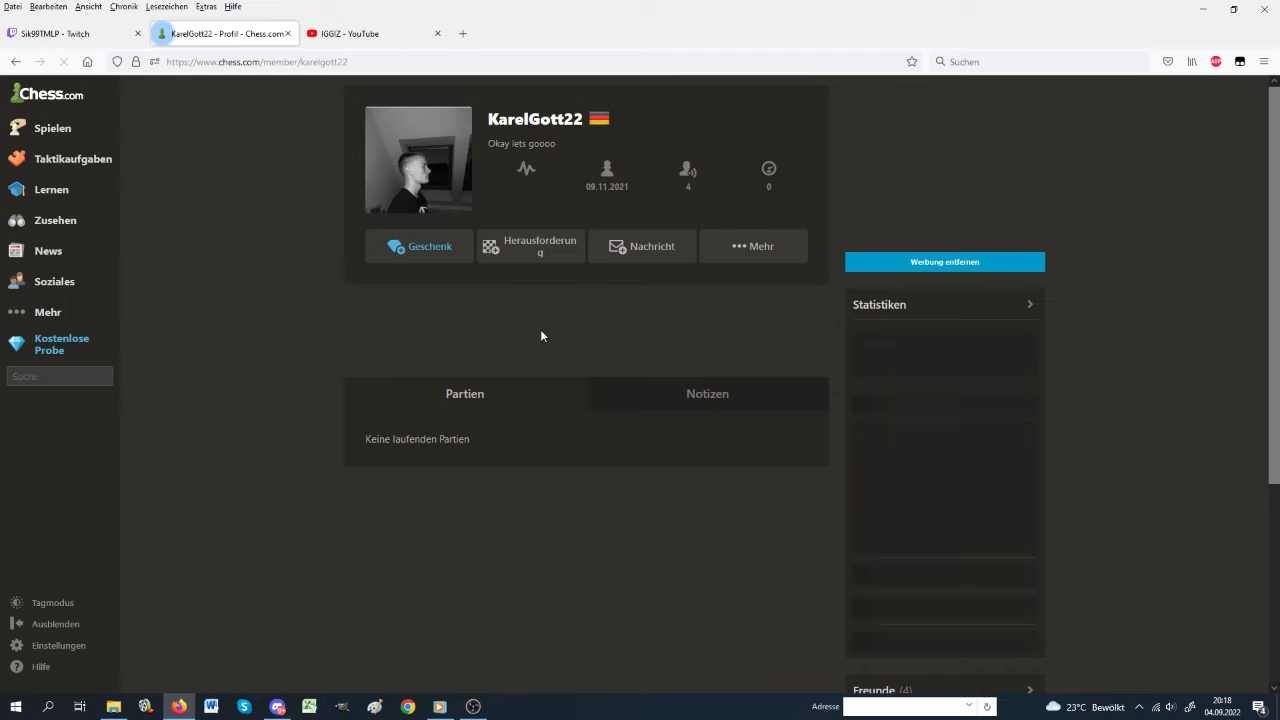 Datei Bearbeiten Ansicht Chronik Lesezeichen Extras Hilfe
Sik99TMLP - Twitch
KarelGott22 - Profil - Chess.com
IGGIZ - YouTube
https://www.chess.com/member/karelgott22
Suchen
ABP
Chess.com
Spielen
Taktikaufgaben
Lernen
Zusehen
News
Soziales
Mehr
Kostenlose
Probe
Suche
Tagmodus
Ausblenden
Einstellungen
Hilfe
KarelGott22
Okay lets goooo
09.11.2021
4
0
Geschenk
Herausforderun
g
Nachricht
Mehr
Partien
Notizen
Keine laufenden Partien
Werbung entfernen
Statistiken
Freunde (4)
Adresse
23°C Bewölkt
20:18
04.09.2022
4